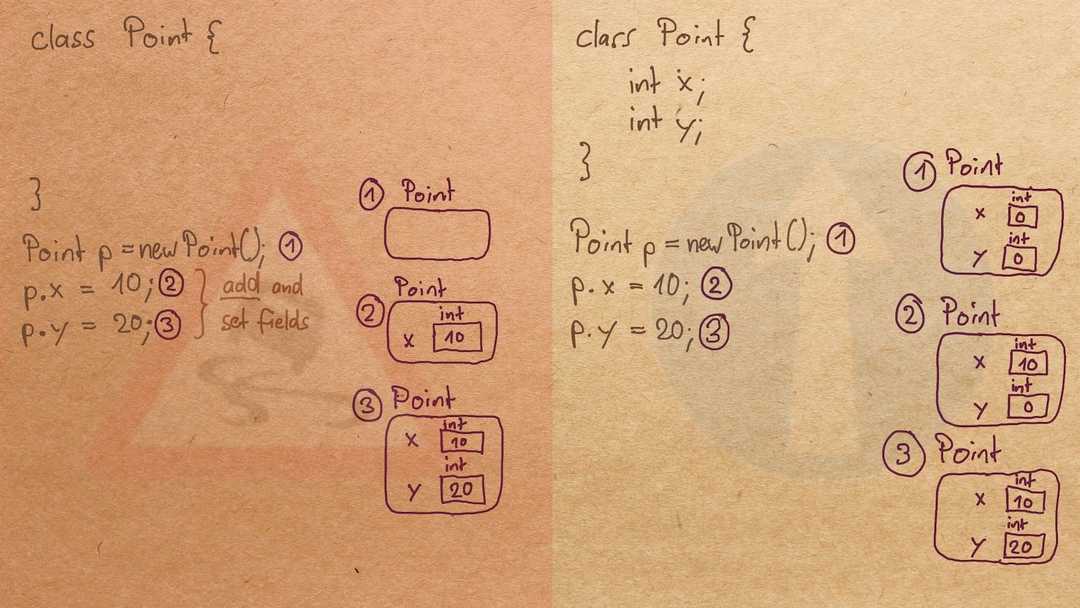 class Point {
}
Point p = new Point(); ①
p.x = 10; ②
p.y = 20; ③
add and
set fields
① Point
② Point
int
x 10
③ Point
int
x 10
int
y 20
class Point {
int x;
int y;
}
Point p = new Point(); ①
p.x = 10; ②
p.y = 20; ③
① Point
int
x 0
int
y 0
② Point
int
x 10
int
y 0
③ Point
int
x 10
int
y 20